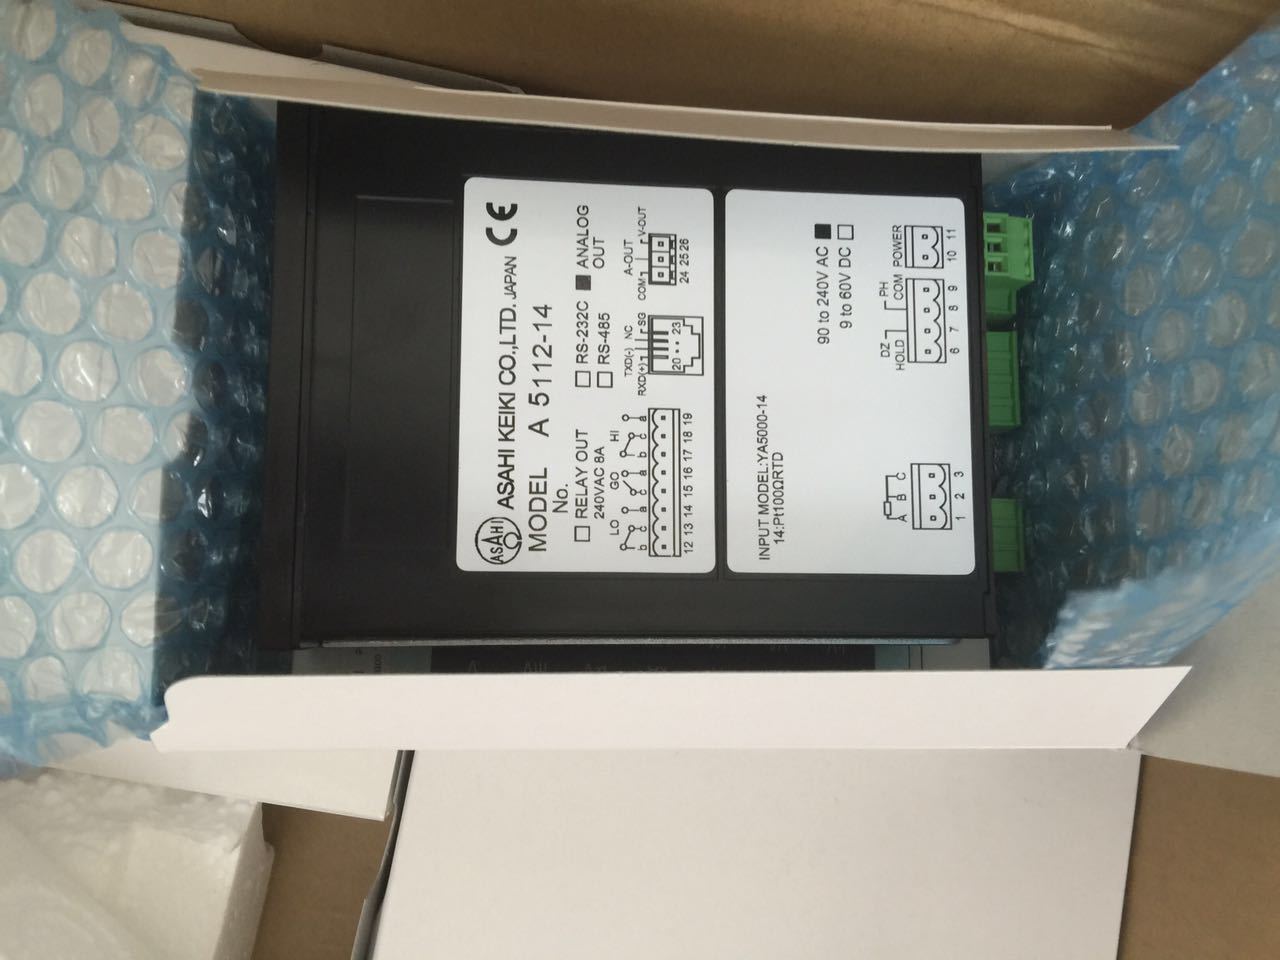 ASAHI
ASAHI KEIKI CO.,LTD. JAPAN CE
MODEL A 5112-14
No.
☐ RELAY OUT ☐ RS-232C ■ ANALOG
240VAC 8A ☐ RS-485 OUT
LO GO HI TXD(-) NC A-OUT
b c a c a b c a RXD(+) SG COM V-OUT
20 23
12 13 14 15 16 17 18 19 24 25 26
INPUT MODEL:YA5000-14 90 to 240V AC ■
14:Pt100ΩRTD 9 to 60V DC ☐
DZ PH
A B C HOLD COM POWER
1 2 3 6 7 8 9 10 11